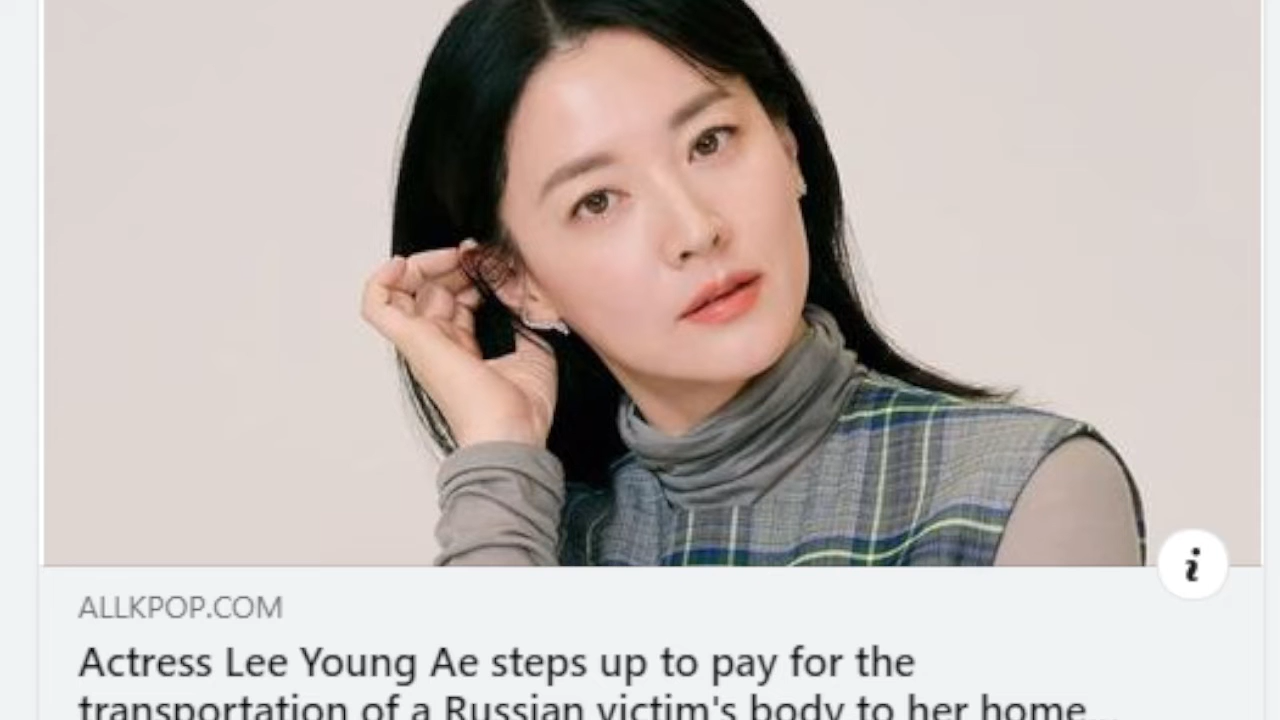 ALLKPOP.COM
Actress Lee Young Ae steps up to pay for the
transportation of a Russian victim's body to her home...